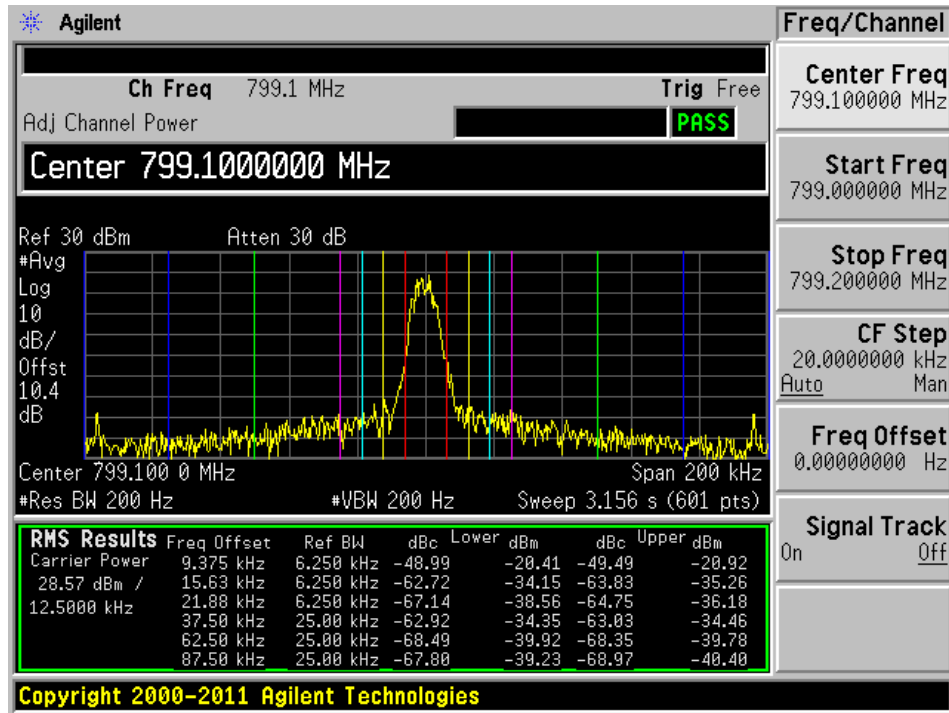 Agilent
Freq/Channel
Ch Freq 799.1 MHz Trig Free
Adj Channel Power PASS
Center 799.1000000 MHz
Ref 30 dBm Atten 30 dB
#Avg
Log
10
dB/
Offst
10.4
dB
Center 799.100 0 MHz Span 200 kHz
#Res BW 200 Hz #VBW 200 Hz Sweep 3.156 s (601 pts)
RMS Results Freq Offset Ref BW dBc Lower dBm dBc Upper dBm
Carrier Power 9.375 kHz 6.250 kHz -48.99 -20.41 -49.49 -20.92
28.57 dBm / 15.63 kHz 6.250 kHz -62.72 -34.15 -63.83 -35.26
12.5000 kHz 21.88 kHz 6.250 kHz -67.14 -38.56 -64.75 -36.18
37.50 kHz 25.00 kHz -62.92 -34.35 -63.03 -34.46
62.50 kHz 25.00 kHz -68.49 -39.92 -68.35 -39.78
87.50 kHz 25.00 kHz -67.80 -39.23 -68.97 -40.40
Center Freq
799.100000 MHz
Start Freq
799.000000 MHz
Stop Freq
799.200000 MHz
CF Step
20.0000000 kHz
Auto Man
Freq Offset
0.00000000 Hz
Signal Track
On Off
Copyright 2000-2011 Agilent Technologies